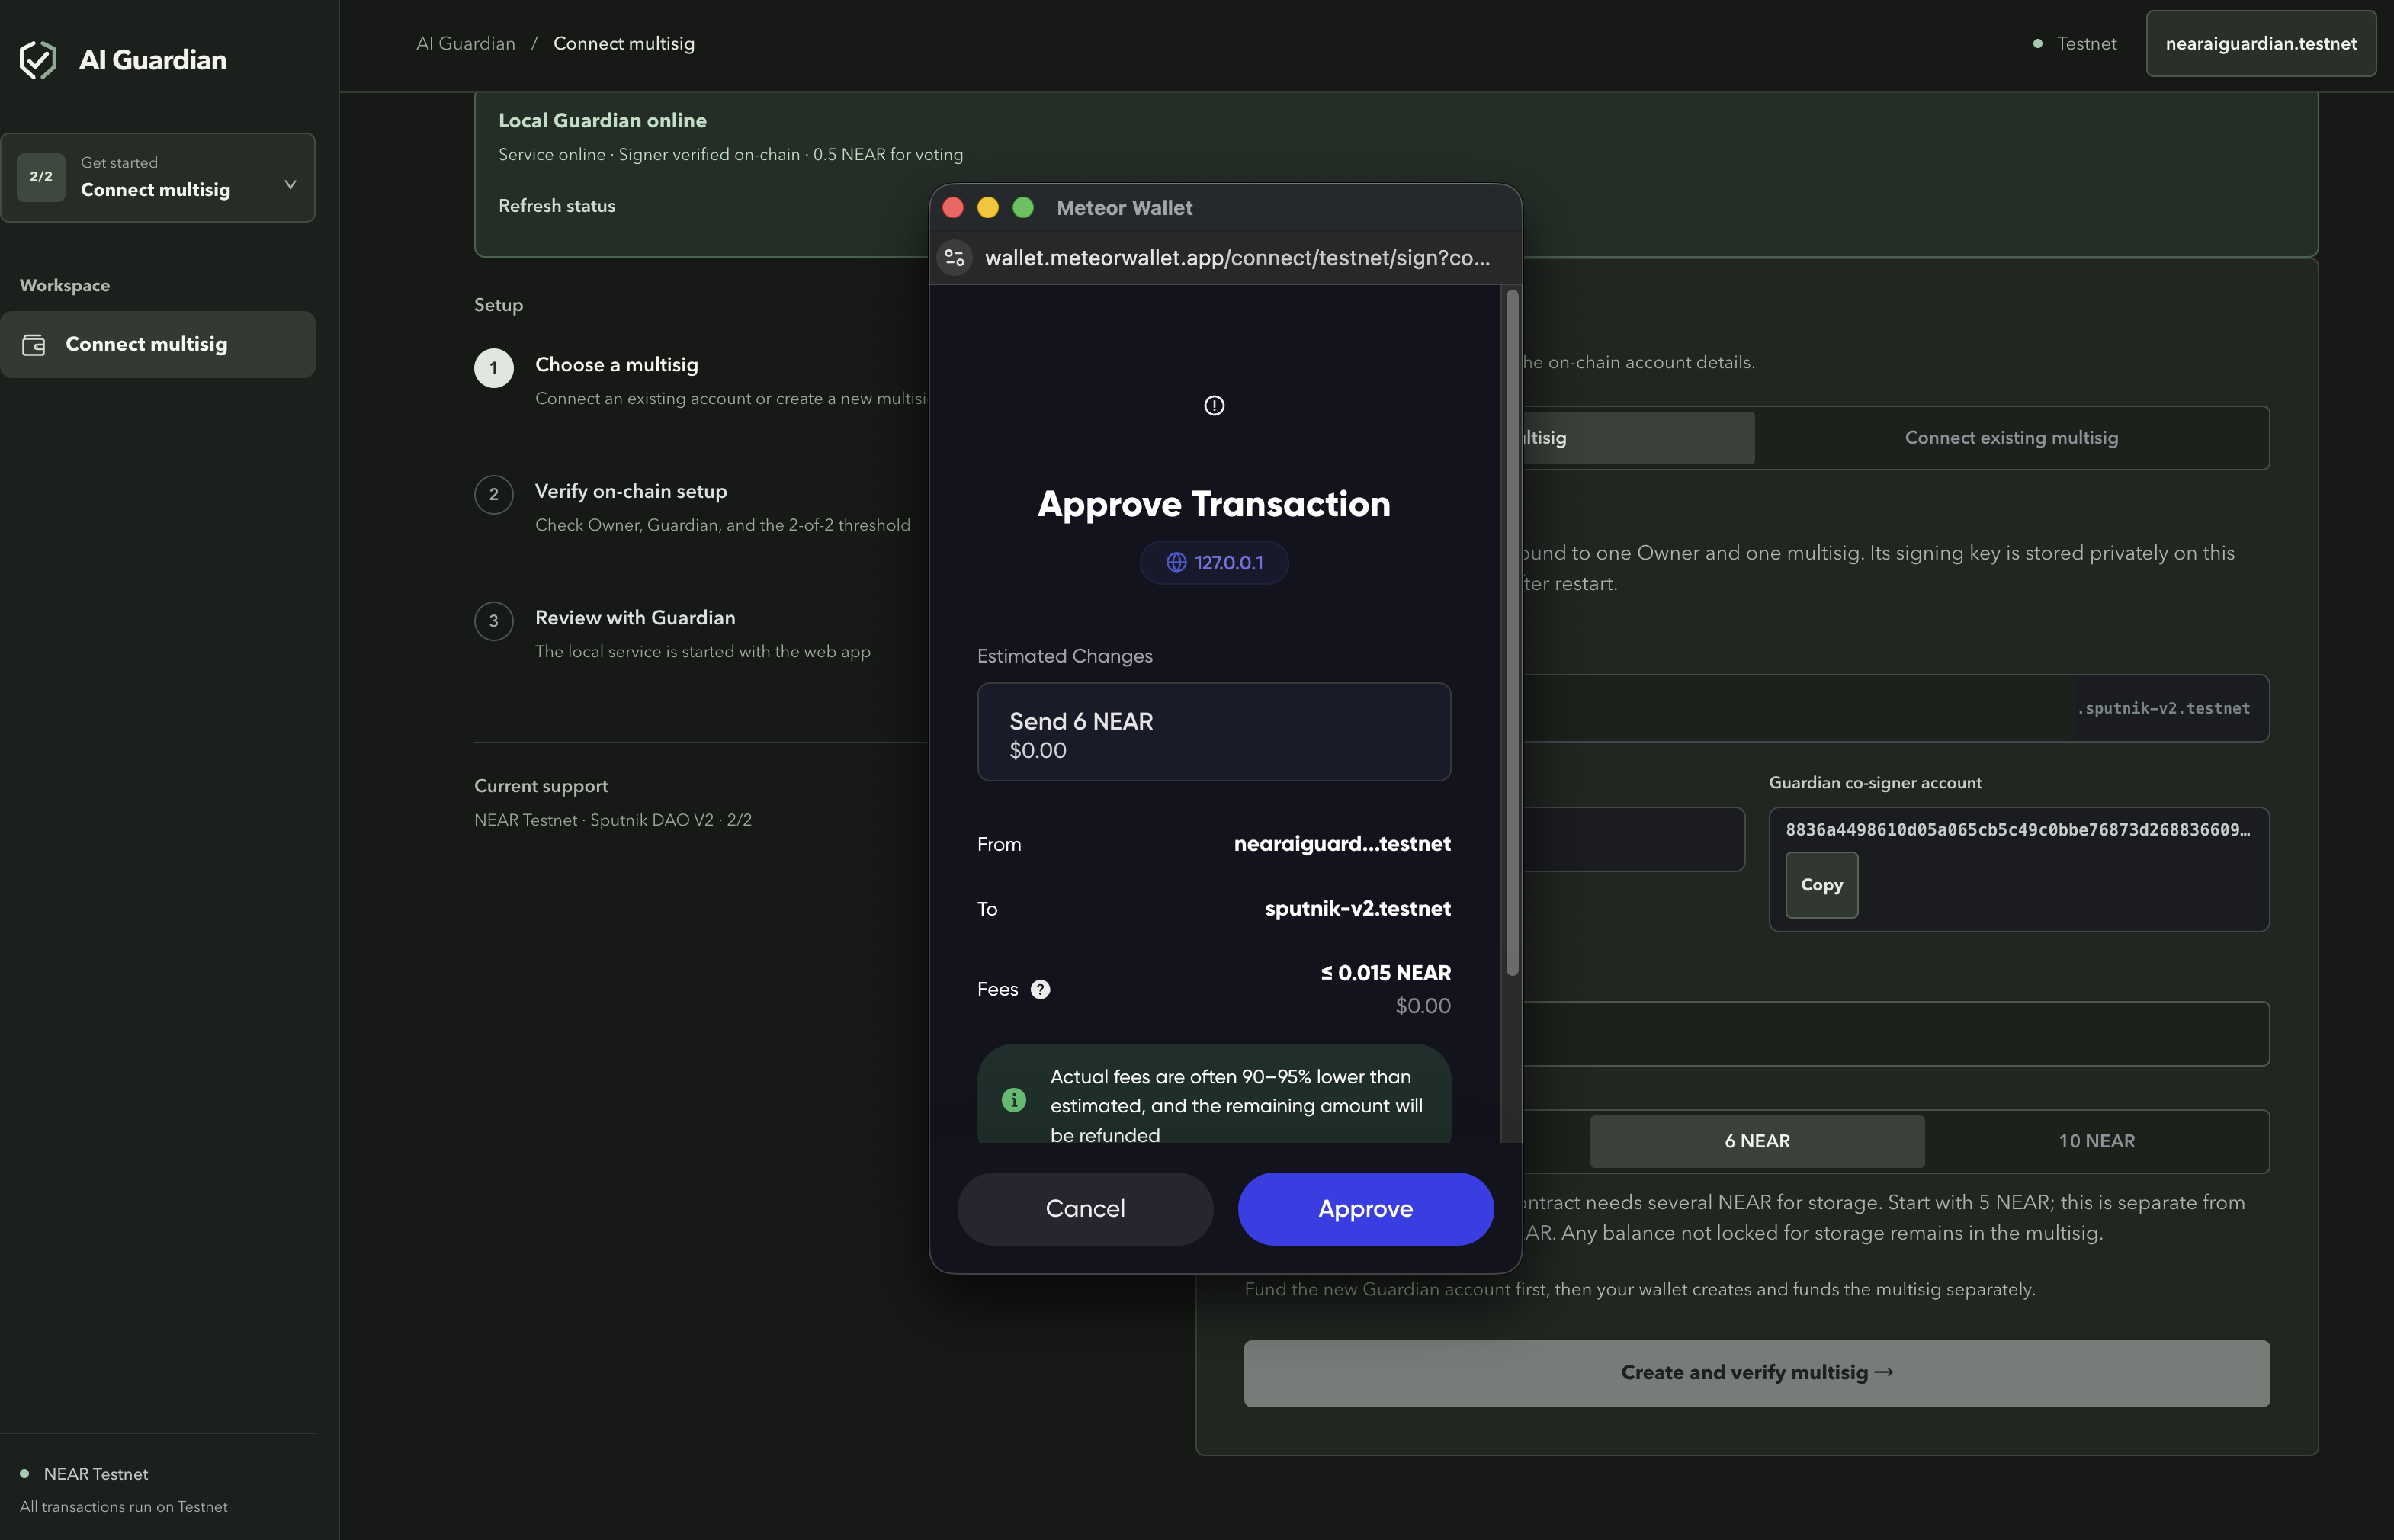 AI Guardian
2/2
Get started
Connect multisig
Workspace
Connect multisig
NEAR Testnet
All transactions run on Testnet
AI Guardian / Connect multisig
Testnet
nearaiguardian.testnet
Local Guardian online
Service online · Signer verified on-chain · 0.5 NEAR for voting
Refresh status
Setup
1
Choose a multisig
Connect an existing account or create a new
2
Verify on-chain setup
Check Owner, Guardian, and the 2-of-2 threshold
3
Review with Guardian
The local service is started with the web app
Current support
NEAR Testnet · Sputnik DAO V2 · 2/2
Meteor Wallet
wallet.meteorwallet.app/connect/testnet/sign?co...
Approve Transaction
127.0.0.1
Estimated Changes
Send 6 NEAR
$0.00
From
nearaiguard...testnet
To
sputnik-v2.testnet
Fees ?
≤ 0.015 NEAR
$0.00
Actual fees are often 90–95% lower than
estimated, and the remaining amount will
be refunded
Cancel
Approve
on-chain account details.
Connect existing multisig
to one Owner and one multisig. Its signing key is stored privately on this
restart.
.sputnik-v2.testnet
Guardian co-signer account
8836a4498610d05a065cb5c49c0bbe76873d268836609…
Copy
6 NEAR
10 NEAR
needs several NEAR for storage. Start with 5 NEAR; this is separate from
Any balance not locked for storage remains in the multisig.
Fund the new Guardian account first, then your wallet creates and funds the multisig separately.
Create and verify multisig →